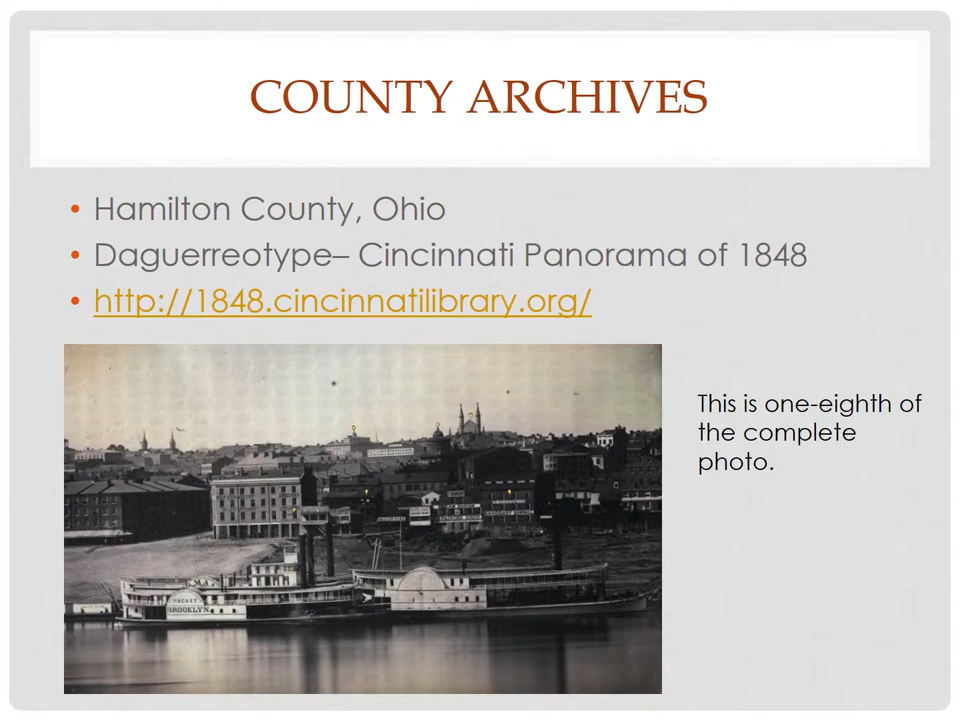 COUNTY ARCHIVES
• Hamilton County, Ohio
• Daguerreotype– Cincinnati Panorama of 1848
• http://1848.cincinnatilibrary.org/
This is one-eighth of
the complete
photo.
PACKET
BROOKLYN